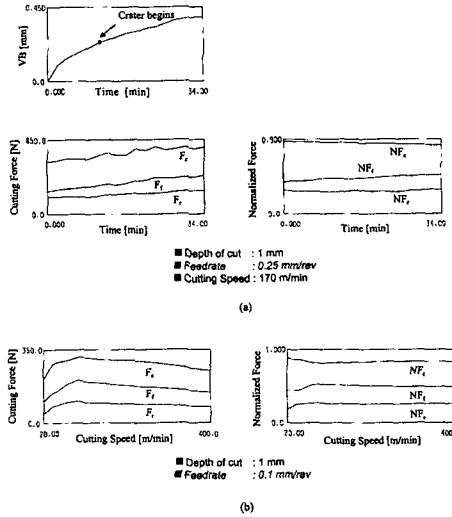 0.450
VB [mm]
Crater begins
0.0
0.000
Time [min]
34.00
450.0
Cutting Force [N]
Fc
Ff
Fr
0.0
0.000
Time [min]
34.00
0.900
Normalized Force
NFc
NFf
NFr
0.0
0.000
Time [min]
34.00
Depth of cut : 1 mm
Feedrate : 0.25 mm/rev
Cutting Speed : 170 m/min
(a)
350.0
Cutting Force [N]
Fc
Ff
Fr
0.0
20.00
Cutting Speed [m/min]
400.0
1.000
Normalized Force
NFc
NFf
NFr
0.0
20.00
Cutting Speed [m/min]
Depth of cut : 1 mm
Feedrate : 0.1 mm/rev
(b)